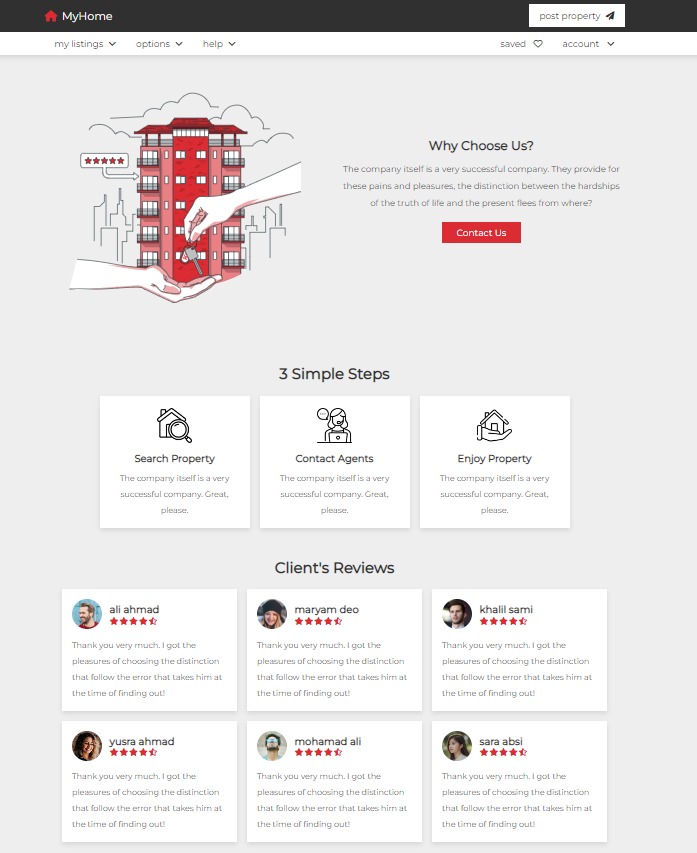 MyHome
post property
my listings
options
help
saved
account
Why Choose Us?
The company itself is a very successful company. They provide for
these pains and pleasures, the distinction between the hardships
of the truth of life and the present flees from where?
Contact Us
3 Simple Steps
Search Property
The company itself is a very
successful company. Great,
please.
Contact Agents
The company itself is a very
successful company. Great,
please.
Enjoy Property
The company itself is a very
successful company. Great,
please.
Client's Reviews
ali ahmad
Thank you very much. I got the
pleasures of choosing the distinction
that follow the error that takes him at
the time of finding out!
maryam deo
Thank you very much. I got the
pleasures of choosing the distinction
that follow the error that takes him at
the time of finding out!
khalil sami
Thank you very much. I got the
pleasures of choosing the distinction
that follow the error that takes him at
the time of finding out!
yusra ahmad
Thank you very much. I got the
pleasures of choosing the distinction
that follow the error that takes him at
the time of finding out!
mohamad ali
Thank you very much. I got the
pleasures of choosing the distinction
that follow the error that takes him at
the time of finding out!
sara absi
Thank you very much. I got the
pleasures of choosing the distinction
that follow the error that takes him at
the time of finding out!